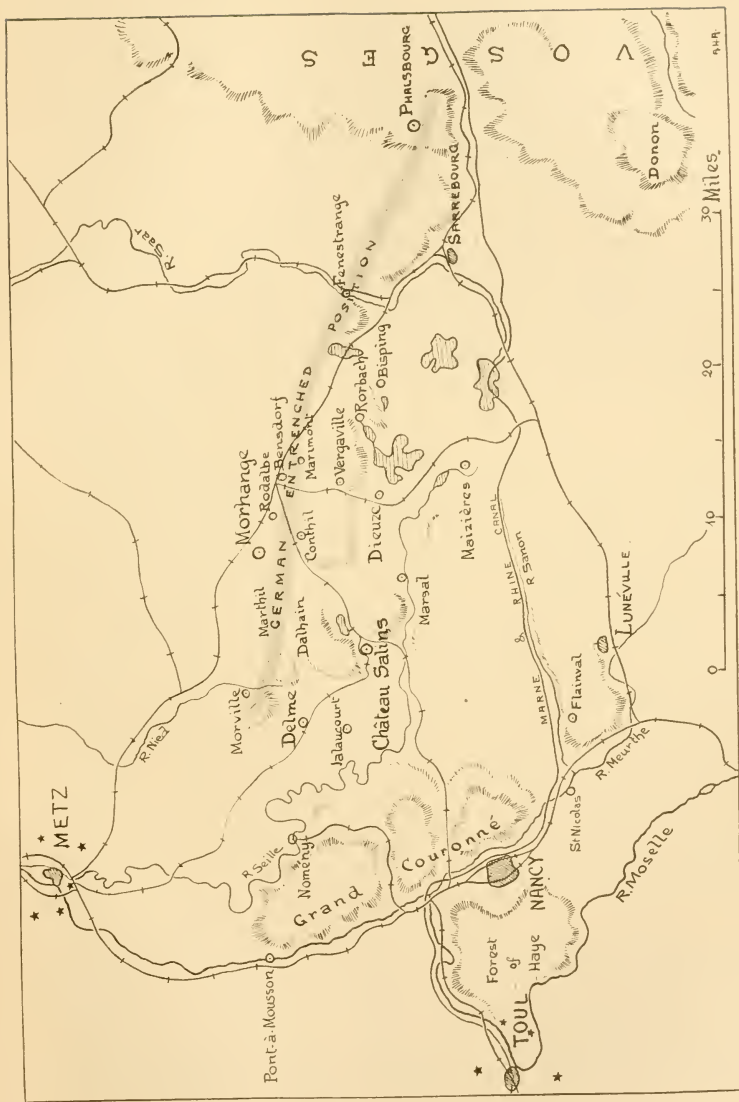 METZ
R. Nied
R. Saar
Morville
Delme
Jalaucourt
Marthil
Dalhain
Morhange
Rodalbe
Bensdorf
Conthil
Marimont
GERMAN ENTRENCHED POSITION
Fenestrange
Vergaville
Rorbach
Bisping
Château Salins
Dieuze
Marsal
Maizières
Pont-à-Mousson
R. Seille
Nomény
Grand Couronné
Forest
of
Haye
NANCY
TOUL
St Nicolas
R. Meurthe
R. Moselle
Flainval
LUNÉVILLE
MARNE & RHINE CANAL
R Sanon
SARREBOURG
PHALSBOURG
VOSGES
Donon
0 10 20 30 Miles.